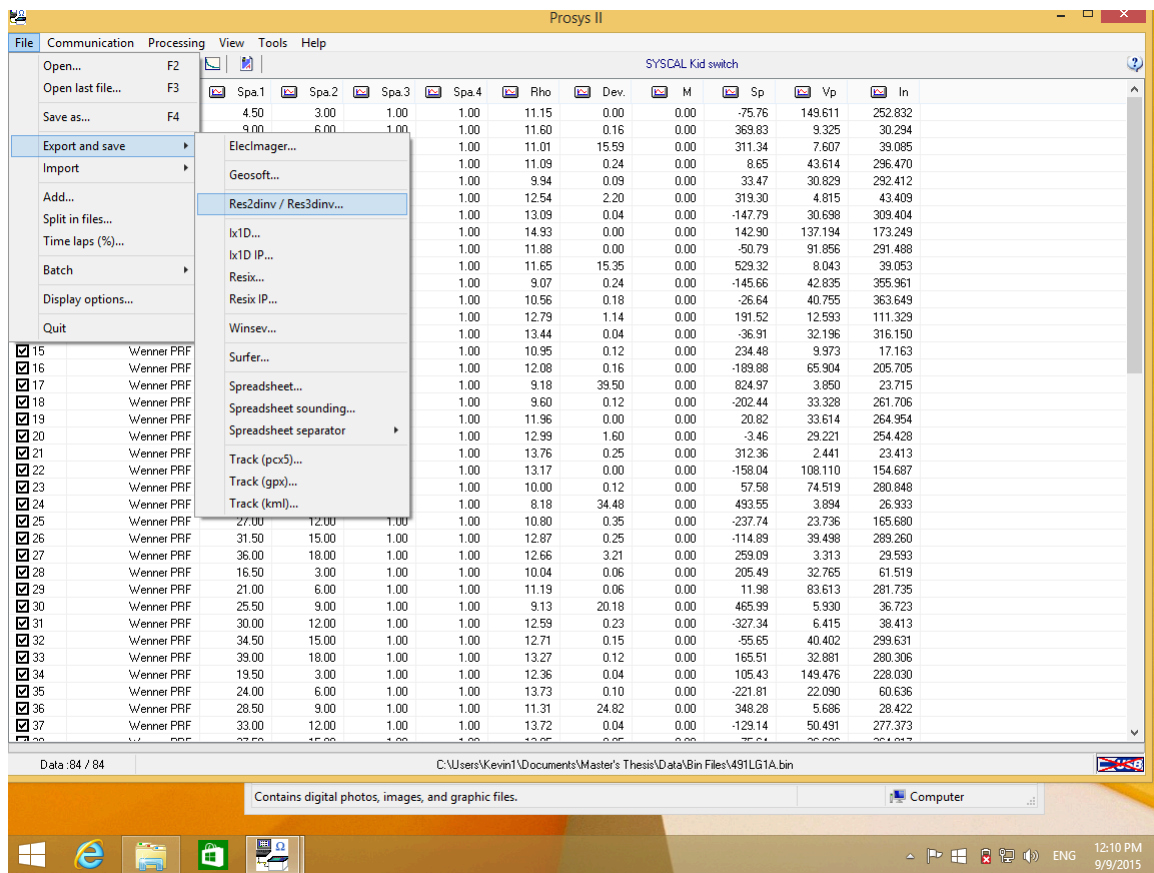 Prosys II
File Communication Processing View Tools Help
SYSCAL Kid switch
Open... F2
Open last file... F3
Save as... F4
Export and save
Import
Add...
Split in files...
Time laps (%)...
Batch
Display options...
Quit
ElecImager...
Geosoft...
Res2dinv / Res3dinv...
Ix1D...
Ix1D IP...
Resix...
Resix IP...
Winsev...
Surfer...
Spreadsheet...
Spreadsheet sounding...
Spreadsheet separator
Track (pcx5)...
Track (gpx)...
Track (kml)...
Spa.1 Spa.2 Spa.3 Spa.4 Rho Dev. M Sp Vp In
4.50 3.00 1.00 1.00 11.15 0.00 0.00 -75.76 149.611 252.832
9.00 6.00 1.00 1.00 11.60 0.16 0.00 369.83 9.325 30.294
1.00 11.01 15.59 0.00 311.34 7.607 39.085
1.00 11.09 0.24 0.00 8.65 43.614 296.470
1.00 9.94 0.09 0.00 33.47 30.829 292.412
1.00 12.54 2.20 0.00 319.30 4.815 43.409
1.00 13.09 0.04 0.00 -147.79 30.698 309.404
1.00 14.93 0.00 0.00 142.90 137.194 173.249
1.00 11.88 0.00 0.00 -50.79 91.856 291.488
1.00 11.65 15.35 0.00 529.32 8.043 39.053
1.00 9.07 0.24 0.00 -145.66 42.835 355.961
1.00 10.56 0.18 0.00 -26.64 40.755 363.649
1.00 12.79 1.14 0.00 191.52 12.593 111.329
1.00 13.44 0.04 0.00 -36.91 32.196 316.150
15 Wenner PRF 1.00 10.95 0.12 0.00 234.48 9.973 17.163
16 Wenner PRF 1.00 12.08 0.16 0.00 -189.88 65.904 205.705
17 Wenner PRF 1.00 9.18 39.50 0.00 824.97 3.850 23.715
18 Wenner PRF 1.00 9.60 0.12 0.00 -202.44 33.328 261.706
19 Wenner PRF 1.00 11.96 0.00 0.00 20.82 33.614 264.954
20 Wenner PRF 1.00 12.99 1.60 0.00 -3.46 29.221 254.428
21 Wenner PRF 1.00 13.76 0.25 0.00 312.36 2.441 23.413
22 Wenner PRF 1.00 13.17 0.00 0.00 -158.04 108.110 154.687
23 Wenner PRF 1.00 10.00 0.12 0.00 57.58 74.519 280.848
24 Wenner PRF 1.00 8.18 34.48 0.00 493.55 3.894 26.933
25 Wenner PRF 27.00 12.00 1.00 1.00 10.80 0.35 0.00 -237.74 23.736 165.680
26 Wenner PRF 31.50 15.00 1.00 1.00 12.87 0.25 0.00 -114.89 39.498 289.260
27 Wenner PRF 36.00 18.00 1.00 1.00 12.66 3.21 0.00 259.09 3.313 29.593
28 Wenner PRF 16.50 3.00 1.00 1.00 10.04 0.06 0.00 205.49 32.765 61.519
29 Wenner PRF 21.00 6.00 1.00 1.00 11.19 0.06 0.00 11.98 83.613 281.735
30 Wenner PRF 25.50 9.00 1.00 1.00 9.13 20.18 0.00 465.99 5.930 36.723
31 Wenner PRF 30.00 12.00 1.00 1.00 12.59 0.23 0.00 -327.34 6.415 38.413
32 Wenner PRF 34.50 15.00 1.00 1.00 12.71 0.15 0.00 -55.65 40.402 299.631
33 Wenner PRF 39.00 18.00 1.00 1.00 13.27 0.12 0.00 165.51 32.881 280.306
34 Wenner PRF 19.50 3.00 1.00 1.00 12.36 0.04 0.00 105.43 149.476 228.030
35 Wenner PRF 24.00 6.00 1.00 1.00 13.73 0.10 0.00 -221.81 22.090 60.636
36 Wenner PRF 28.50 9.00 1.00 1.00 11.31 24.82 0.00 348.28 5.686 28.422
37 Wenner PRF 33.00 12.00 1.00 1.00 13.72 0.04 0.00 -129.14 50.491 277.373
Data :84 / 84 C:\Users\Kevin1\Documents\Master's Thesis\Data\Bin Files\491LG1A.bin
Contains digital photos, images, and graphic files. Computer
ENG 12:10 PM
9/9/2015